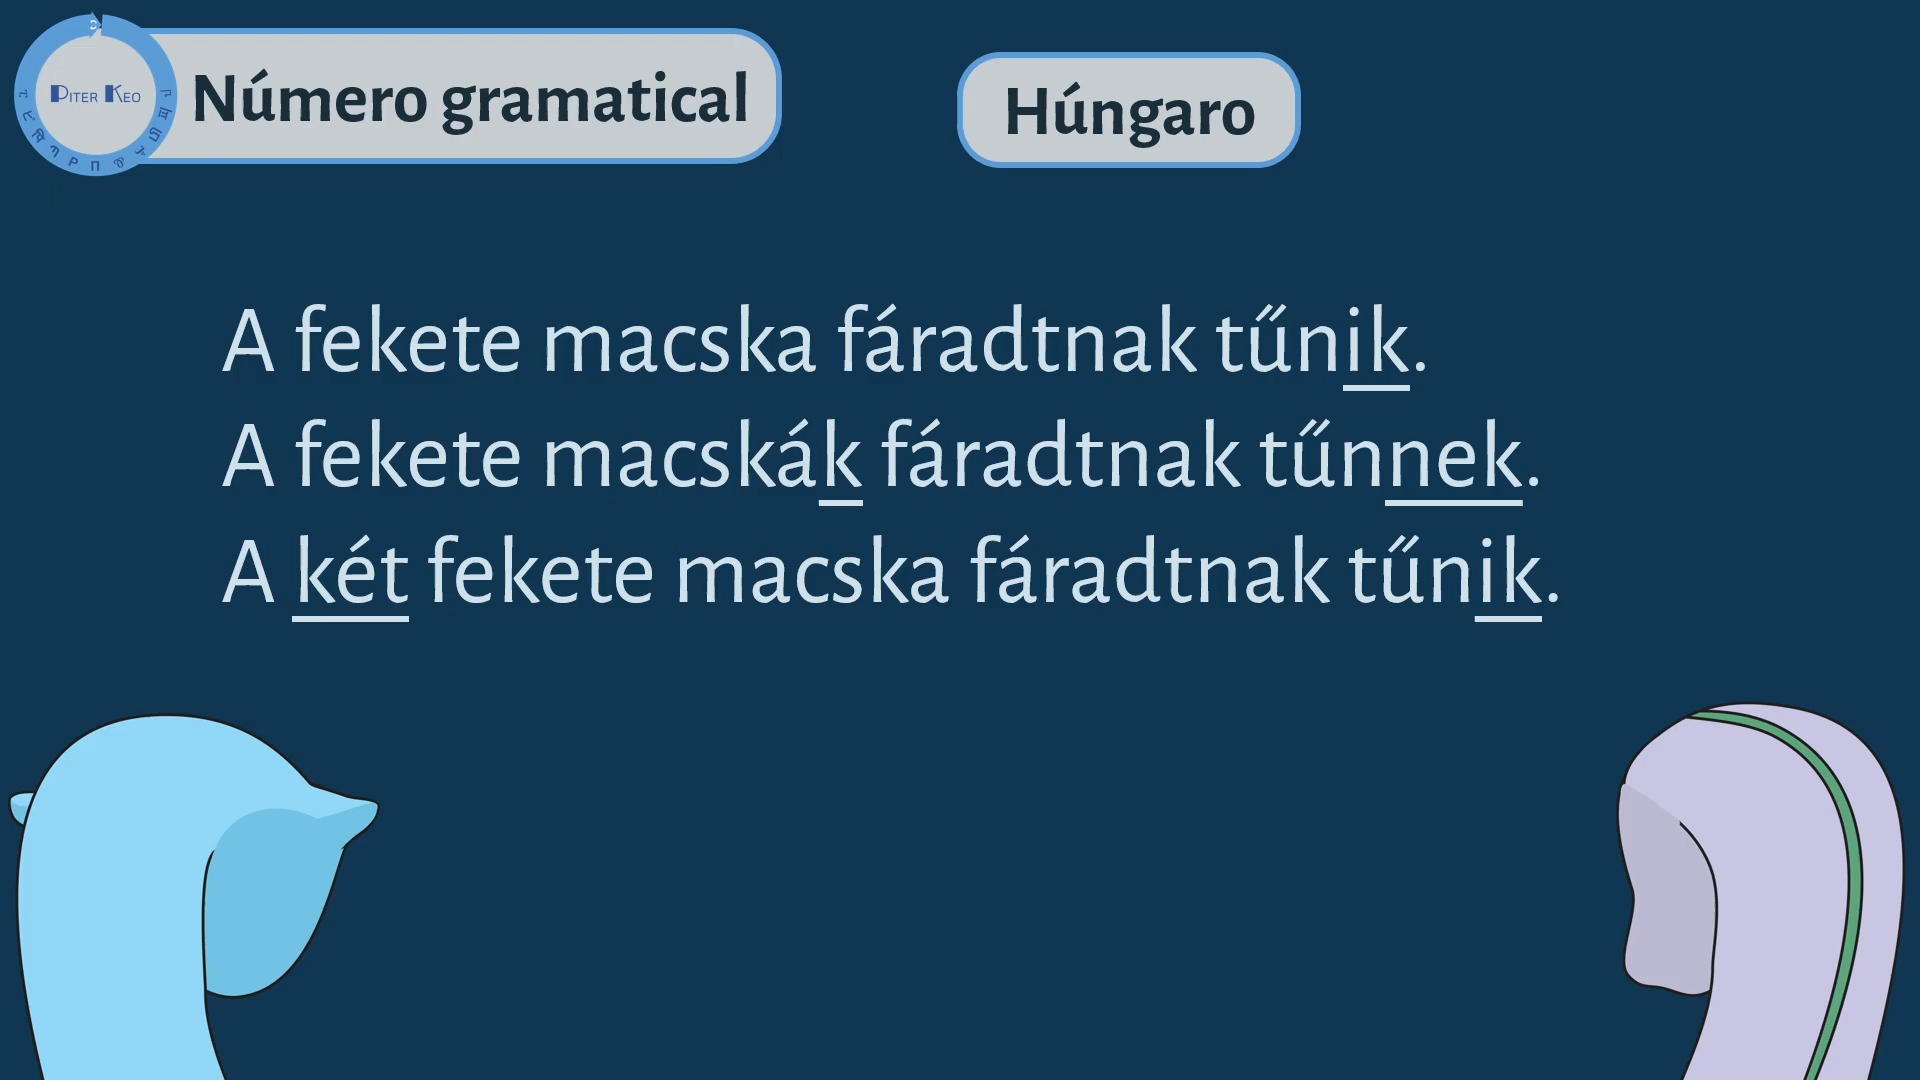 PITER KEO
Número gramatical
Húngaro
A fekete macska fáradtnak tűnik.
A fekete macskák fáradtnak tűnnek.
A két fekete macska fáradtnak tűnik.